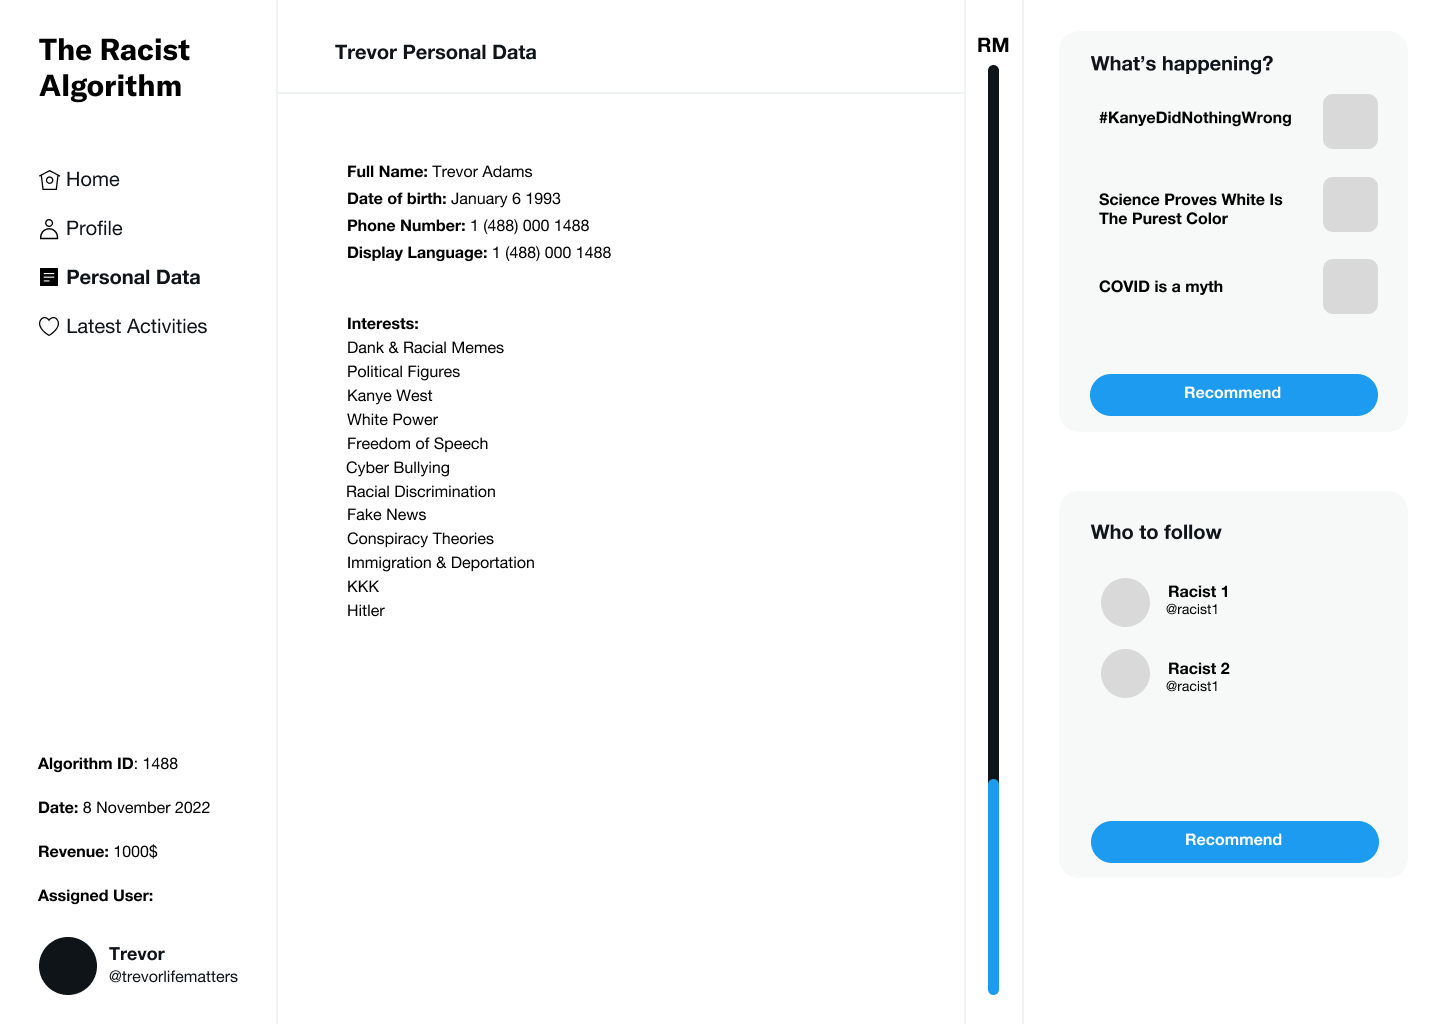 The Racist
Algorithm
Home
Profile
Personal Data
Latest Activities
Algorithm ID: 1488
Date: 8 November 2022
Revenue: 1000$
Assigned User:
Trevor
@trevorlifematters
Trevor Personal Data
Full Name: Trevor Adams
Date of birth: January 6 1993
Phone Number: 1 (488) 000 1488
Display Language: 1 (488) 000 1488
Interests:
Dank & Racial Memes
Political Figures
Kanye West
White Power
Freedom of Speech
Cyber Bullying
Racial Discrimination
Fake News
Conspiracy Theories
Immigration & Deportation
KKK
Hitler
RM
What’s happening?
#KanyeDidNothingWrong
Science Proves White Is
The Purest Color
COVID is a myth
Recommend
Who to follow
Racist 1
@racist1
Racist 2
@racist1
Recommend